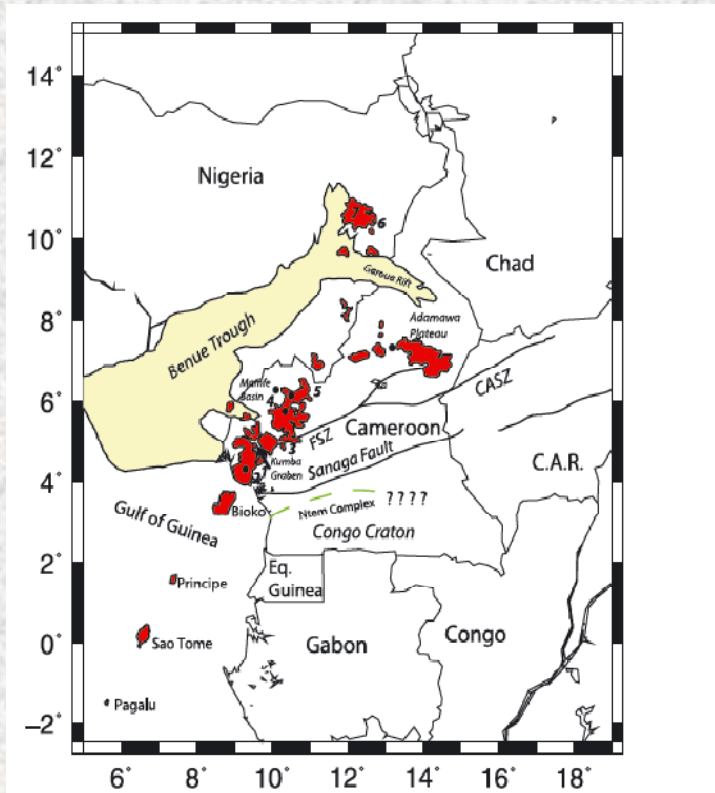 14°
12°
10°
8°
6°
4°
2°
0°
−2°
Nigeria
7
6
Chad
Garoua Rift
Benue Trough
Adamawa
Plateau
Mamfe
Basin
4
5
CASZ
FSZ
Cameroon
3
Sanaga Fault
Kumba
Graben
1
2
C.A.R.
Gulf of Guinea
Bioko
Ntem Complex
????
Congo Craton
Eq.
Guinea
Principe
Sao Tome
Gabon
Congo
Pagalu
6° 8° 10° 12° 14° 16° 18°